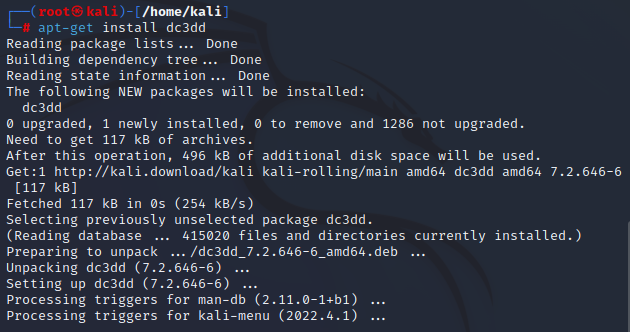 ┌──(root㉿kali)-[/home/kali]
└─# apt-get install dc3dd
Reading package lists... Done
Building dependency tree... Done
Reading state information... Done
The following NEW packages will be installed:
  dc3dd
0 upgraded, 1 newly installed, 0 to remove and 1286 not upgraded.
Need to get 117 kB of archives.
After this operation, 496 kB of additional disk space will be used.
Get:1 http://kali.download/kali kali-rolling/main amd64 dc3dd amd64 7.2.646-6
 [117 kB]
Fetched 117 kB in 0s (254 kB/s)
Selecting previously unselected package dc3dd.
(Reading database ... 415020 files and directories currently installed.)
Preparing to unpack .../dc3dd_7.2.646-6_amd64.deb ...
Unpacking dc3dd (7.2.646-6) ...
Setting up dc3dd (7.2.646-6) ...
Processing triggers for man-db (2.11.0-1+b1) ...
Processing triggers for kali-menu (2022.4.1) ...